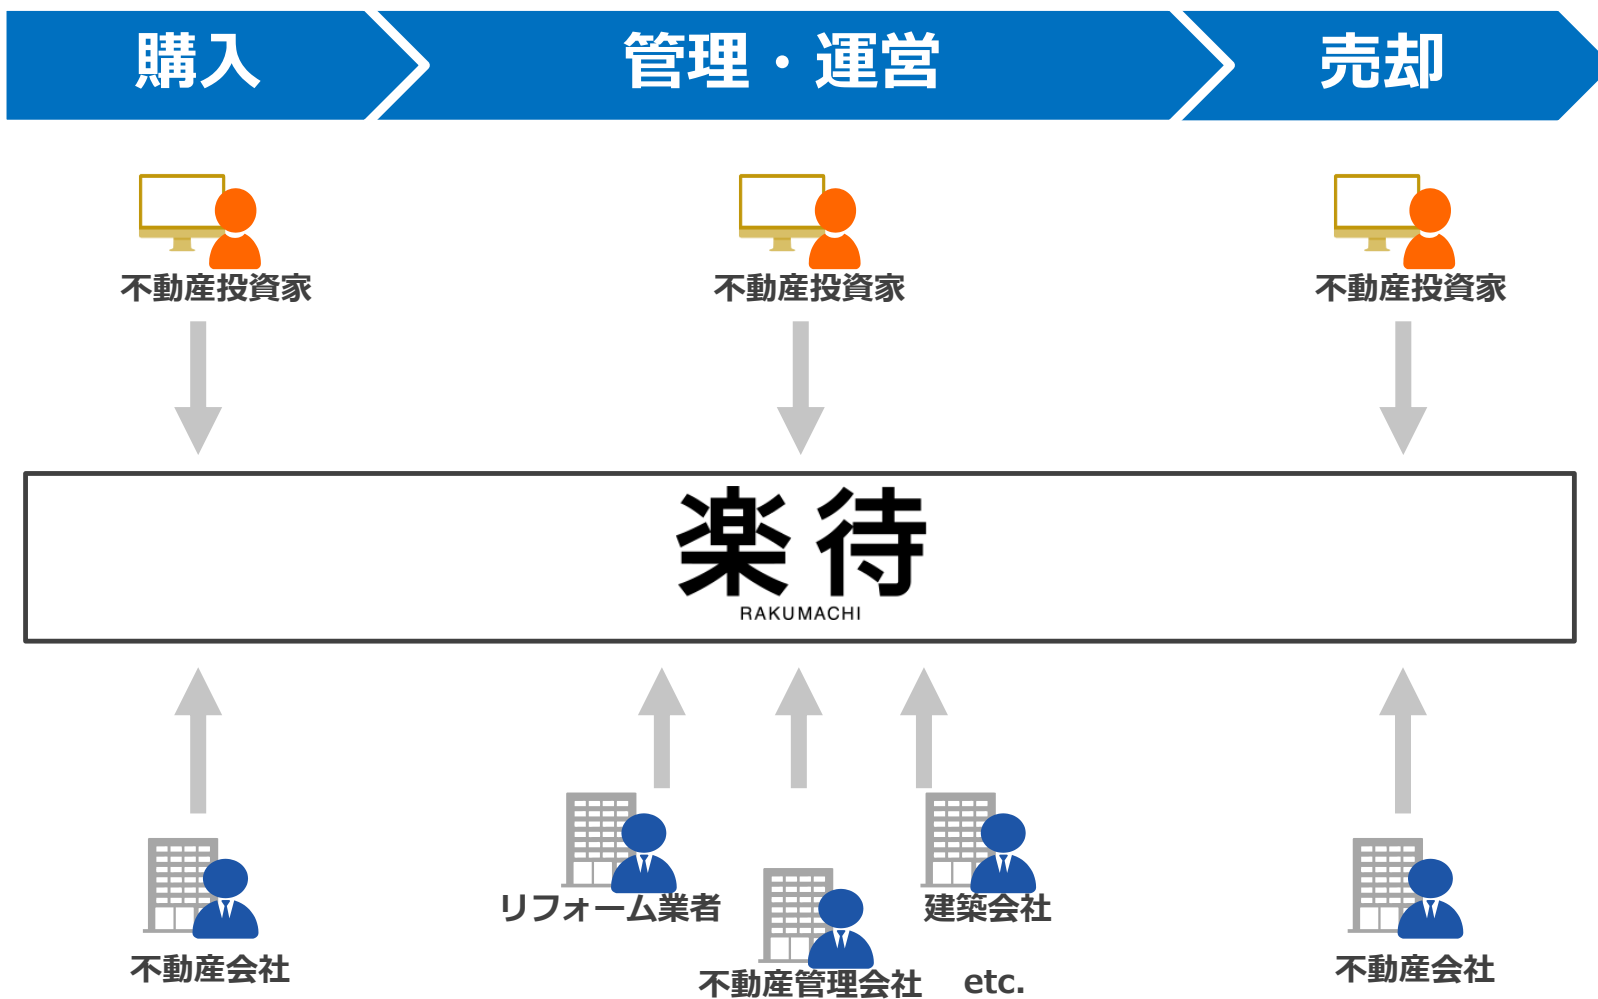 購入
管理・運営
売却
不動産投資家
不動産投資家
不動産投資家
楽待
RAKUMACHI
リフォーム業者
建築会社
不動産会社
不動産管理会社 etc.
不動産会社